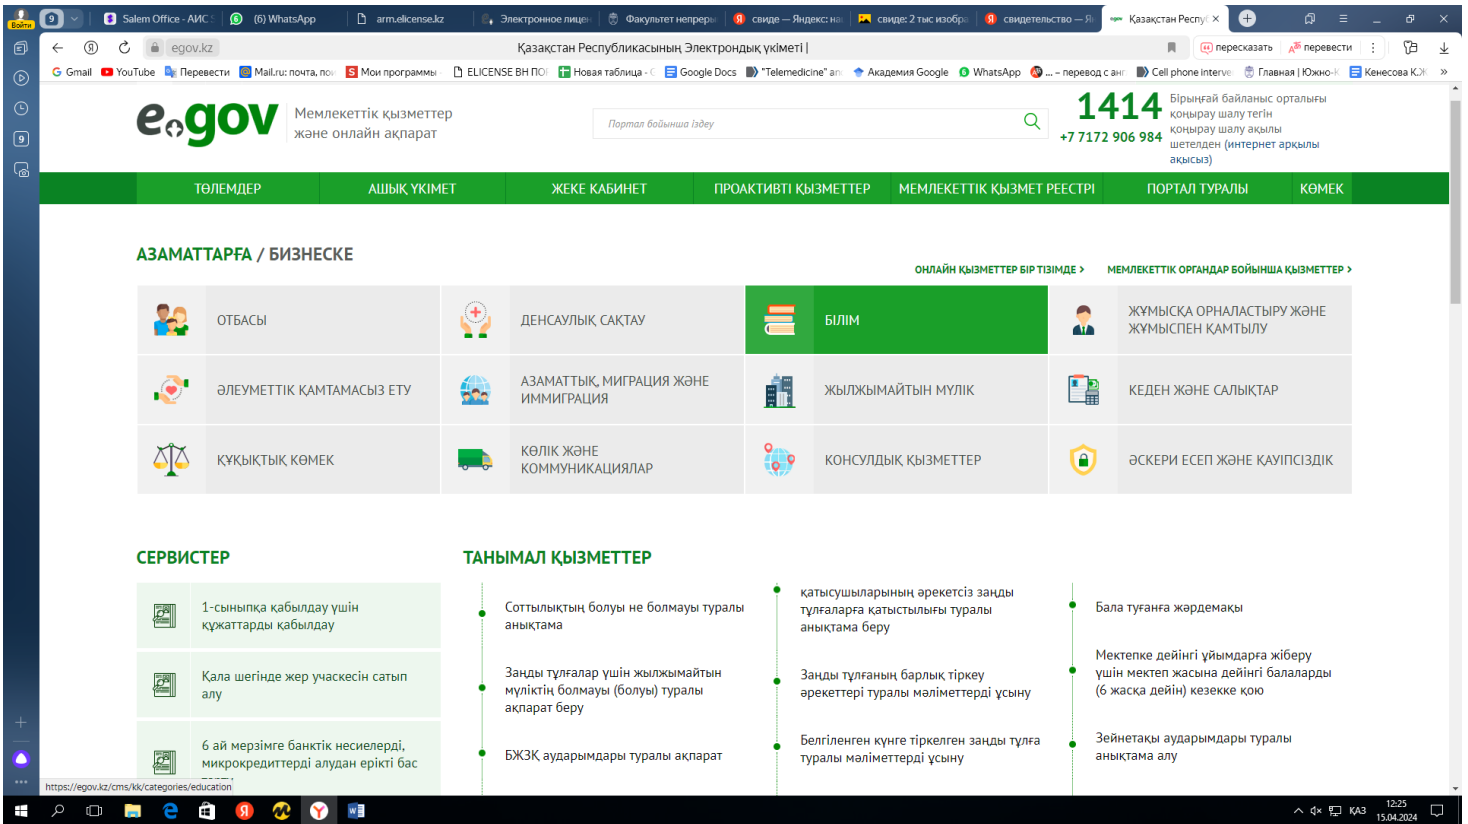 Войти
9
Salem Office - АИС
(6) WhatsApp
arm.elicense.kz
Электронное лицен
Факультет непреры
свиде — Яндекс: на
свиде: 2 тыс изобра
свидетельство — Я
Қазақстан Респу
egov.kz
Қазақстан Республикасының Электрондық үкіметі |
пересказать
перевести
Gmail
YouTube
Перевести
Mail.ru: почта, пои
Мои программы -
ELICENSE ВН ПОР
Новая таблица - G
Google Docs
"Telemedicine" an
Академия Google
WhatsApp
... – перевод с анг
Cell phone interve
Главная | Южно-К
Кенесова К.Ж
»
9
e.gov
Мемлекеттік қызметтер
және онлайн ақпарат
Портал бойынша іздеу
1414
+7 7172 906 984
Бірыңғай байланыс орталығы
қоңырау шалу тегін
қоңырау шалу ақылы
шетелден (интернет арқылы
ақысыз)
ТӨЛЕМДЕР
АШЫҚ ҮКІМЕТ
ЖЕКЕ КАБИНЕТ
ПРОАКТИВТІ ҚЫЗМЕТТЕР
МЕМЛЕКЕТТІК ҚЫЗМЕТ РЕЕСТРІ
ПОРТАЛ ТУРАЛЫ
КӨМЕК
АЗАМАТТАРҒА / БИЗНЕСКЕ
ОНЛАЙН ҚЫЗМЕТТЕР БІР ТІЗІМДЕ >
МЕМЛЕКЕТТІК ОРГАНДАР БОЙЫНША ҚЫЗМЕТТЕР >
ОТБАСЫ
ДЕНСАУЛЫҚ САҚТАУ
БІЛІМ
ЖҰМЫСҚА ОРНАЛАСТЫРУ ЖӘНЕ
ЖҰМЫСПЕН ҚАМТЫЛУ
ӘЛЕУМЕТТІК ҚАМТАМАСЫЗ ЕТУ
АЗАМАТТЫҚ, МИГРАЦИЯ ЖӘНЕ
ИММИГРАЦИЯ
ЖЫЛЖЫМАЙТЫН МҮЛІК
КЕДЕН ЖӘНЕ САЛЫҚТАР
ҚҰҚЫҚТЫҚ КӨМЕК
КӨЛІК ЖӘНЕ
КОММУНИКАЦИЯЛАР
КОНСУЛДЫҚ ҚЫЗМЕТТЕР
ӘСКЕРИ ЕСЕП ЖӘНЕ ҚАУІПСІЗДІК
СЕРВИСТЕР
1-сыныпқа қабылдау үшін
құжаттарды қабылдау
Қала шегінде жер учаскесін сатып
алу
6 ай мерзімге банктік несиелерді,
микрокредиттерді алудан ерікті бас
тарту
ТАНЫМАЛ ҚЫЗМЕТТЕР
Соттылықтың болуы не болмауы туралы
анықтама
Заңды тұлғалар үшін жылжымайтын
мүліктің болмауы (болуы) туралы
ақпарат беру
БЖЗҚ аударымдары туралы ақпарат
қатысушыларының әрекетсіз заңды
тұлғаларға қатыстылығы туралы
анықтама беру
Заңды тұлғаның барлық тіркеу
әрекеттері туралы мәліметтерді ұсыну
Белгіленген күнге тіркелген заңды тұлға
туралы мәліметтерді ұсыну
Бала туғанға жәрдемақы
Мектепке дейінгі ұйымдарға жіберу
үшін мектеп жасына дейінгі балаларды
(6 жасқа дейін) кезекке қою
Зейнетақы аударымдары туралы
анықтама алу
https://egov.kz/cms/kk/categories/education
ҚАЗ
12:25
15.04.2024